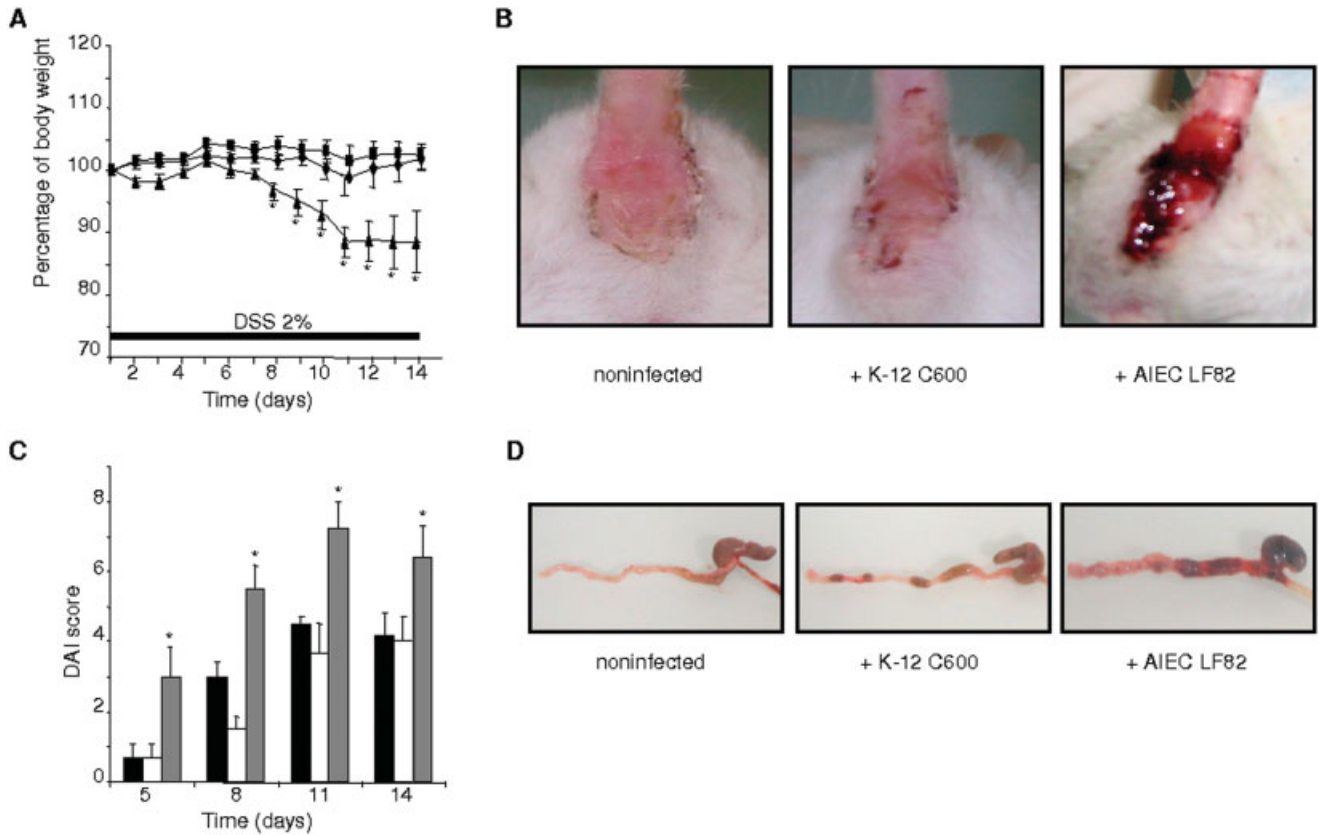 A
120
110
100
90
80
70
Percentage of body weight
DSS 2%
2 4 6 8 10 12 14
Time (days)
* * * * * * *
B
noninfected
+ K-12 C600
+ AIEC LF82
C
8
6
4
2
0
DAI score
* * * *
5 8 11 14
Time (days)
D
noninfected
+ K-12 C600
+ AIEC LF82